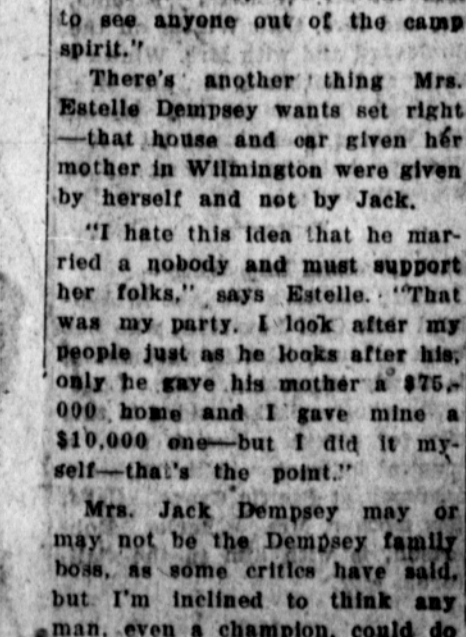 to see anyone out of the camp
spirit."
There's another thing Mrs.
Estelle Dempsey wants set right
—that house and car given her
mother in Wilmington were given
by herself and not by Jack.
"I hate this idea that he mar-
ried a nobody and must support
her folks," says Estelle. "That
was my party. I look after my
people just as he looks after his,
only he gave his mother a $75,-
000 home and I gave mine a
$10,000 one—but I did it my-
self—that's the point."
Mrs. Jack Dempsey may or
may not be the Dempsey family
boss, as some critics have said,
but I'm inclined to think any
man, even a champion, could do